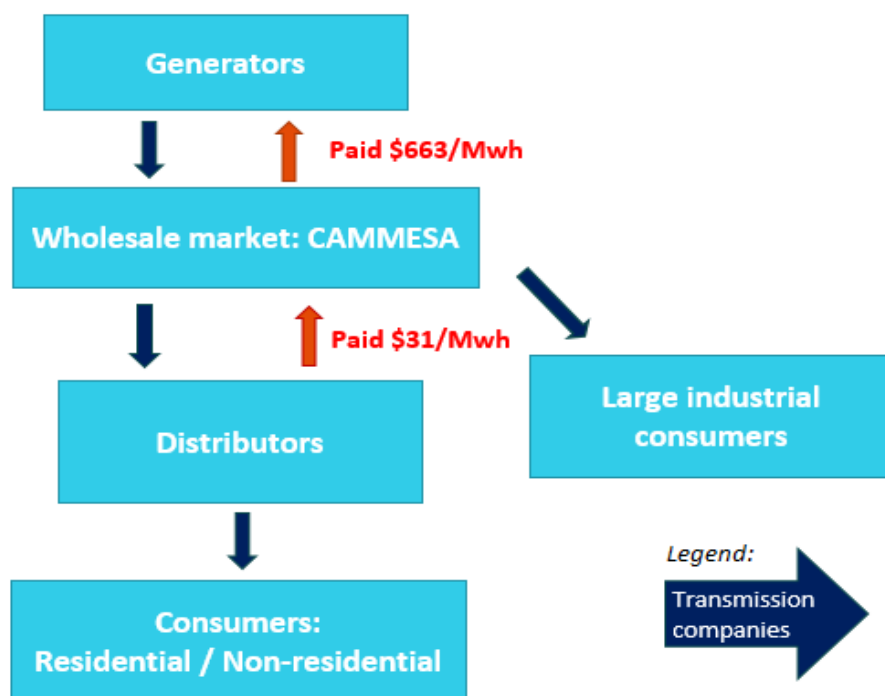 Generators
Paid $663/Mwh
Wholesale market: CAMMESA
Paid $31/Mwh
Large industrial
consumers
Distributors
Legend:
Transmission
companies
Consumers:
Residential / Non-residential